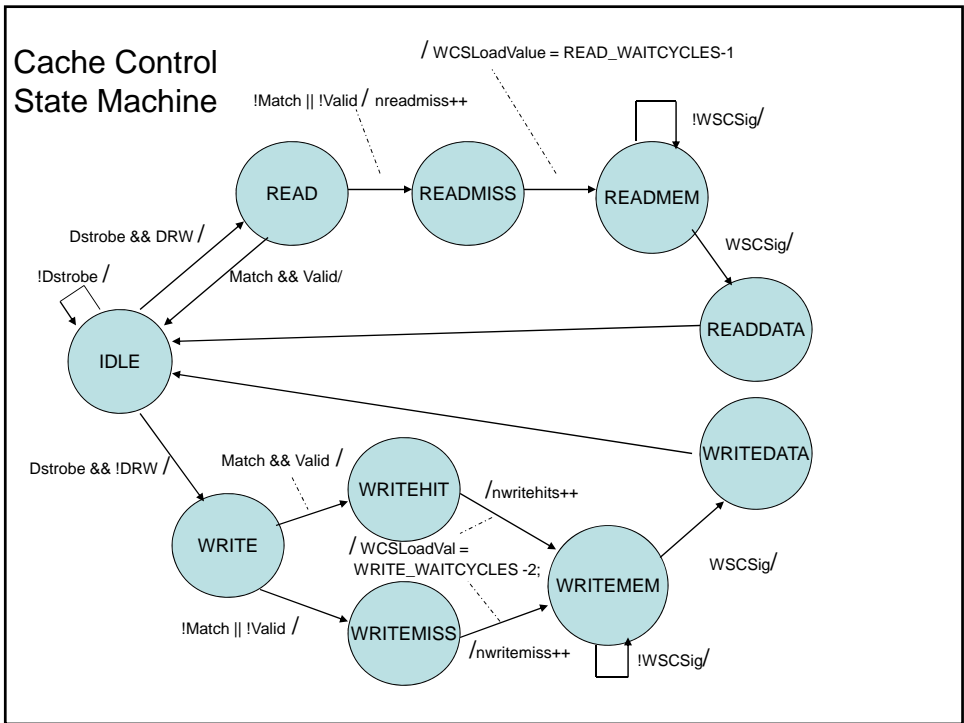 Cache Control
State Machine
/ WCSLoadValue = READ_WAITCYCLES-1
!Match || !Valid / nreadmiss++
!WSCSig/
READ
READMISS
READMEM
Dstrobe && DRW /
WSCSig/
!Dstrobe /
Match && Valid/
READDATA
IDLE
WRITEDATA
Dstrobe && !DRW /
Match && Valid /
WRITEHIT
/nwritehits++
WRITE
/ WCSLoadVal =
WRITE_WAITCYCLES -2;
WRITEMEM
WSCSig/
!Match || !Valid /
WRITEMISS
/nwritemiss++
!WSCSig/